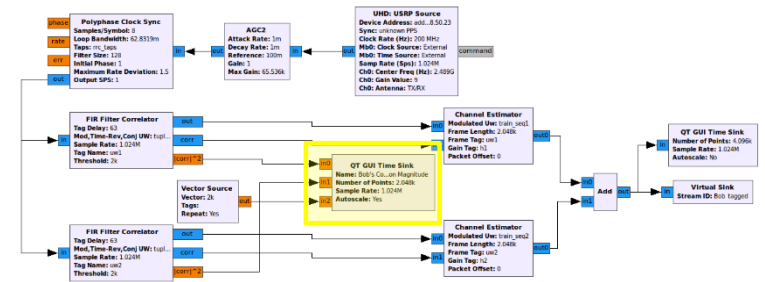 phase
rate
err
out
Polyphase Clock Sync
Samples/Symbol: 8
Loop Bandwidth: 62.8319m
Taps: rrc_taps
Filter Size: 128
Initial Phase: 1
Maximum Rate Deviation: 1.5
Output SPS: 1
in
out
AGC2
Attack Rate: 1m
Decay Rate: 1m
Reference: 100m
Gain: 1
Max Gain: 65.536k
in
out
UHD: USRP Source
Device Address: add...8.50.23
Sync: unknown PPS
Clock Rate (Hz): 200 MHz
Mb0: Clock Source: External
Mb0: Time Source: External
Samp Rate (Sps): 1.024M
Ch0: Center Freq (Hz): 2.489G
Ch0: Gain Value: 9
Ch0: Antenna: TX/RX
command
in
FIR Filter Correlator
Tag Delay: 63
Mod,Time-Rev,Conj UW: tupl...
Sample Rate: 1.024M
Tag Name: uw1
Threshold: 2k
out
corr
|corr|^2
in0
in1
in2
QT GUI Time Sink
Name: Bob's Co...on Magnitude
Number of Points: 2.048k
Sample Rate: 1.024M
Autoscale: Yes
Vector Source
Vector: 2k
Tags:
Repeat: Yes
out
in0
in
Channel Estimator
Modulated Uw: train_seq1
Frame Length: 2.048k
Frame Tag: uw1
Gain Tag: h1
Packet Offset: 0
out0
in
FIR Filter Correlator
Tag Delay: 63
Mod,Time-Rev,Conj UW: tupl...
Sample Rate: 1.024M
Tag Name: uw2
Threshold: 2k
out
corr
|corr|^2
in0
in1
Channel Estimator
Modulated Uw: train_seq2
Frame Length: 2.048k
Frame Tag: uw2
Gain Tag: h2
Packet Offset: 0
out0
in0
in1
Add
out
in
QT GUI Time Sink
Number of Points: 4.096k
Sample Rate: 1.024M
Autoscale: No
in
Virtual Sink
Stream ID: Bob tagged